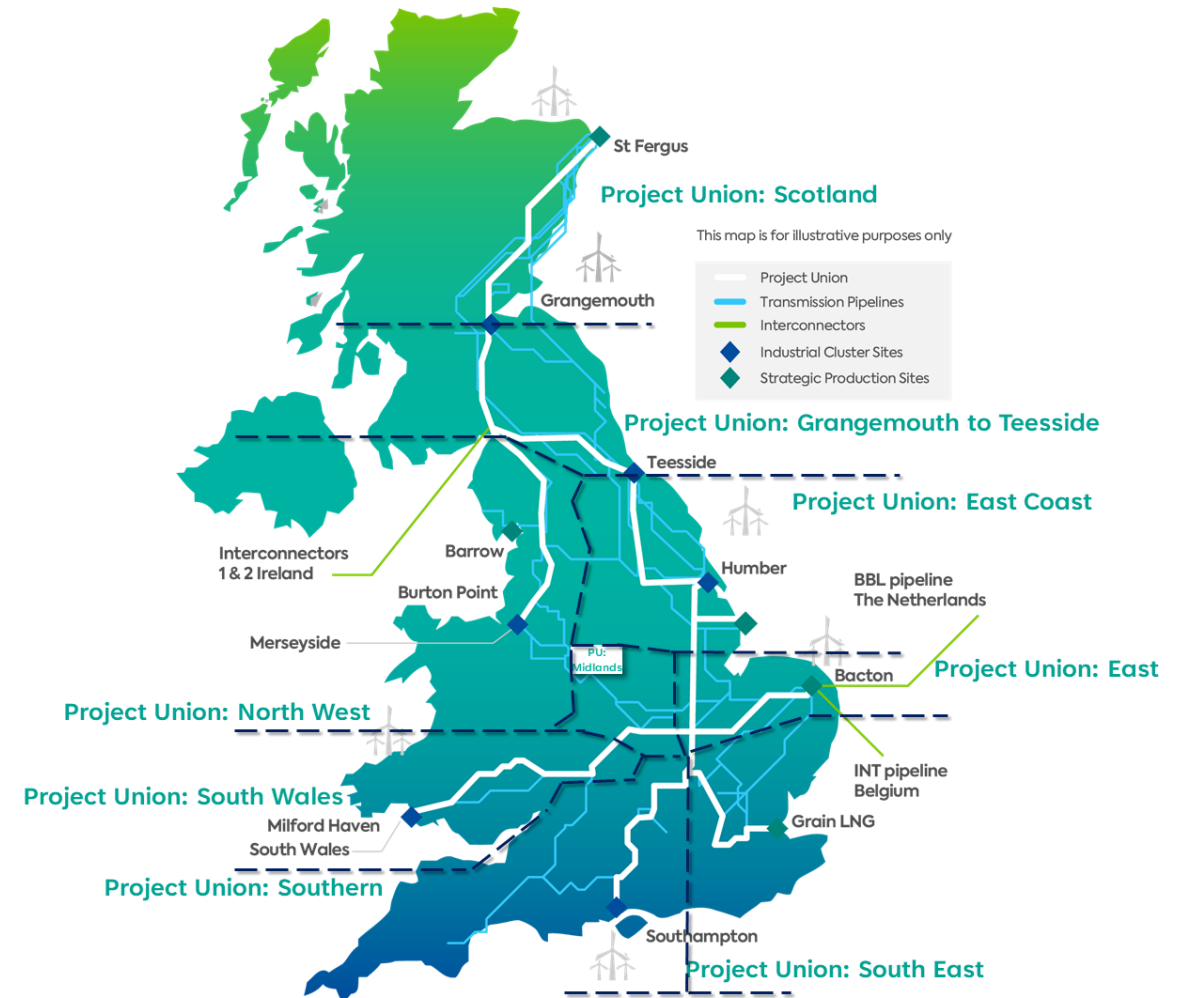 St Fergus
Project Union: Scotland
This map is for illustrative purposes only
Project Union
Transmission Pipelines
Interconnectors
Industrial Cluster Sites
Strategic Production Sites
Grangemouth
Project Union: Grangemouth to Teesside
Teesside
Project Union: East Coast
Interconnectors
1 & 2 Ireland
Barrow
Humber
Burton Point
BBL pipeline
The Netherlands
Merseyside
PU:
Midlands
Bacton
Project Union: East
Project Union: North West
INT pipeline
Belgium
Project Union: South Wales
Milford Haven
South Wales
Grain LNG
Project Union: Southern
Southampton
Project Union: South East